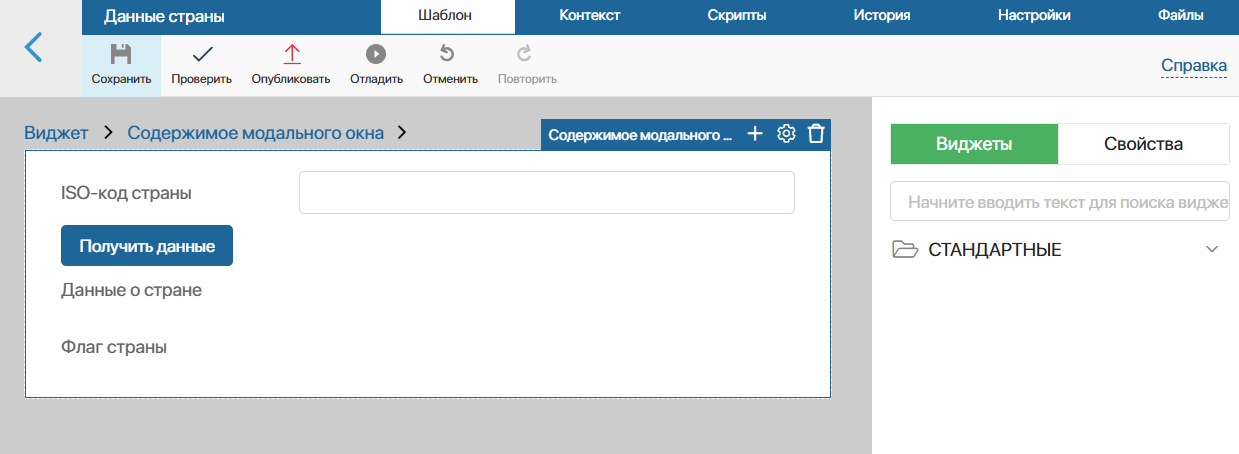 Данные страны
Шаблон
Контекст
Скрипты
История
Настройки
Файлы
Сохранить
Проверить
Опубликовать
Отладить
Отменить
Повторить
Справка
Виджет
Содержимое модального окна
Содержимое модального ...
Виджеты
Свойства
ISO-код страны
Начните вводить текст для поиска видже
Получить данные
СТАНДАРТНЫЕ
Данные о стране
Флаг страны